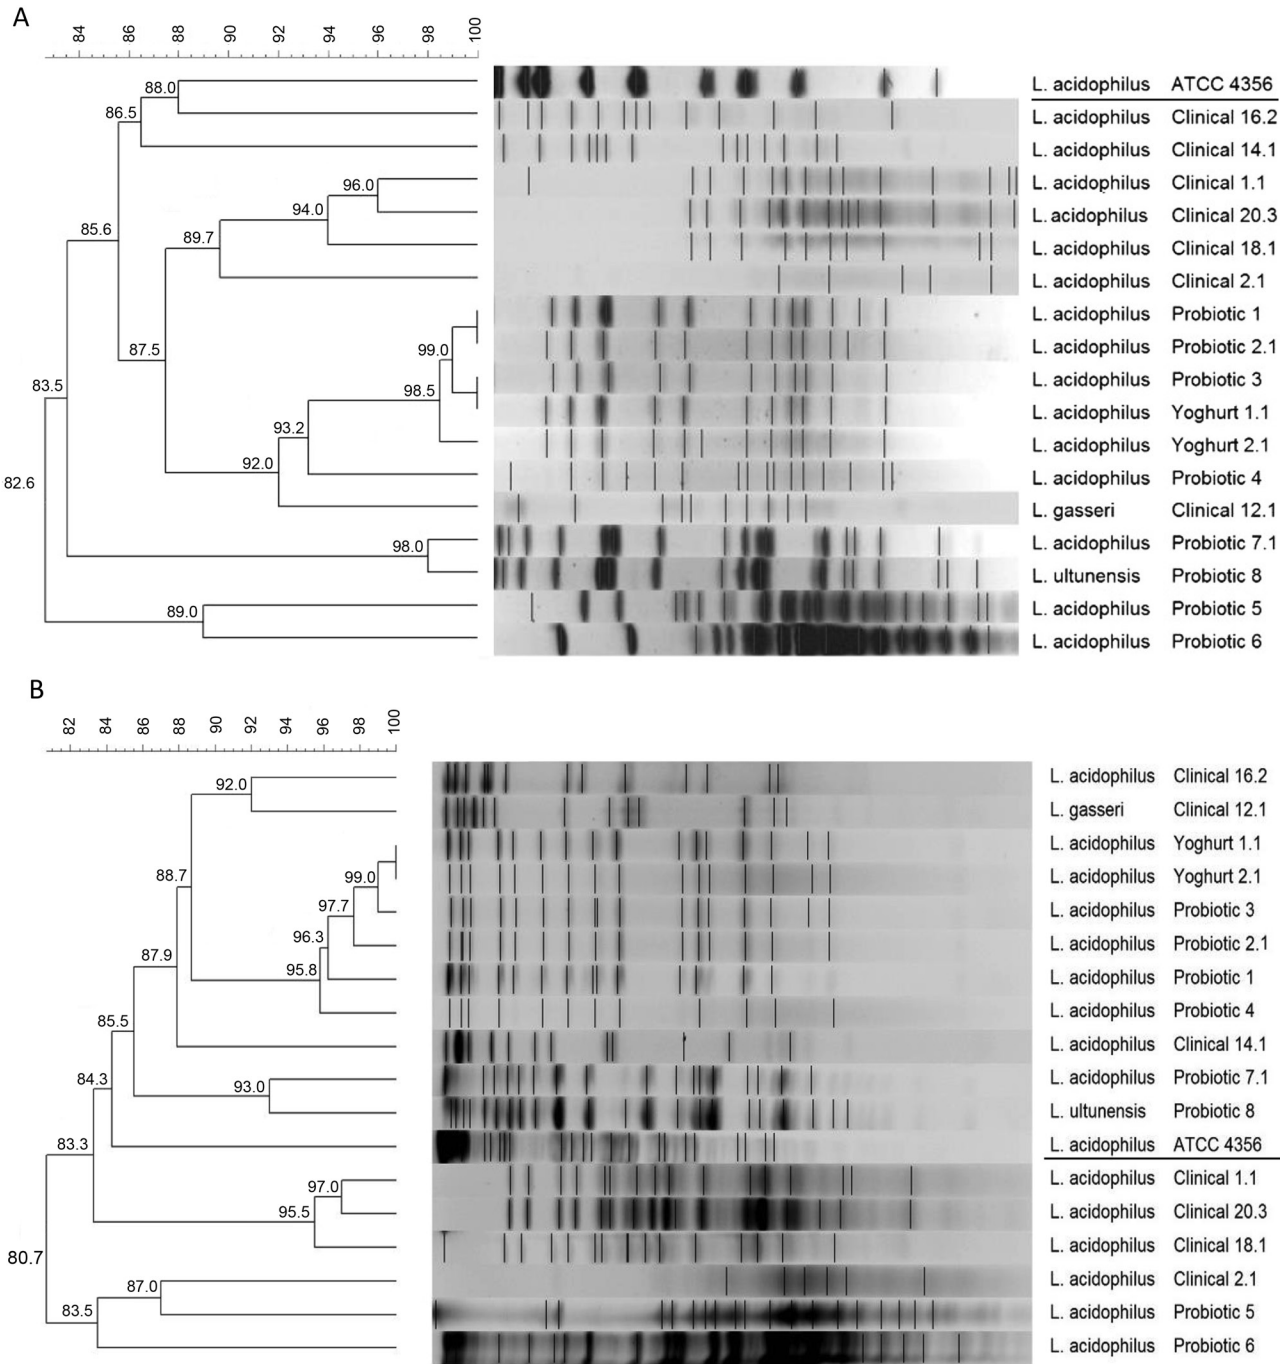 A
84 86 88 90 92 94 96 98 100
L. acidophilus ATCC 4356
88.0
86.5
L. acidophilus Clinical 16.2
L. acidophilus Clinical 14.1
96.0
L. acidophilus Clinical 1.1
94.0
L. acidophilus Clinical 20.3
85.6
89.7
L. acidophilus Clinical 18.1
L. acidophilus Clinical 2.1
L. acidophilus Probiotic 1
87.5
99.0
L. acidophilus Probiotic 2.1
83.5
98.5
L. acidophilus Probiotic 3
L. acidophilus Yoghurt 1.1
93.2
L. acidophilus Yoghurt 2.1
92.0
82.6
L. acidophilus Probiotic 4
L. gasseri Clinical 12.1
98.0
L. acidophilus Probiotic 7.1
L. ultunensis Probiotic 8
89.0
L. acidophilus Probiotic 5
L. acidophilus Probiotic 6
B
82 84 86 88 90 92 94 96 98 100
92.0
L. acidophilus Clinical 16.2
L. gasseri Clinical 12.1
L. acidophilus Yoghurt 1.1
88.7
99.0
L. acidophilus Yoghurt 2.1
97.7
L. acidophilus Probiotic 3
96.3
L. acidophilus Probiotic 2.1
87.9
95.8
L. acidophilus Probiotic 1
L. acidophilus Probiotic 4
85.5
L. acidophilus Clinical 14.1
84.3
93.0
L. acidophilus Probiotic 7.1
L. ultunensis Probiotic 8
83.3
L. acidophilus ATCC 4356
97.0
L. acidophilus Clinical 1.1
95.5
L. acidophilus Clinical 20.3
L. acidophilus Clinical 18.1
80.7
87.0
L. acidophilus Clinical 2.1
83.5
L. acidophilus Probiotic 5
L. acidophilus Probiotic 6